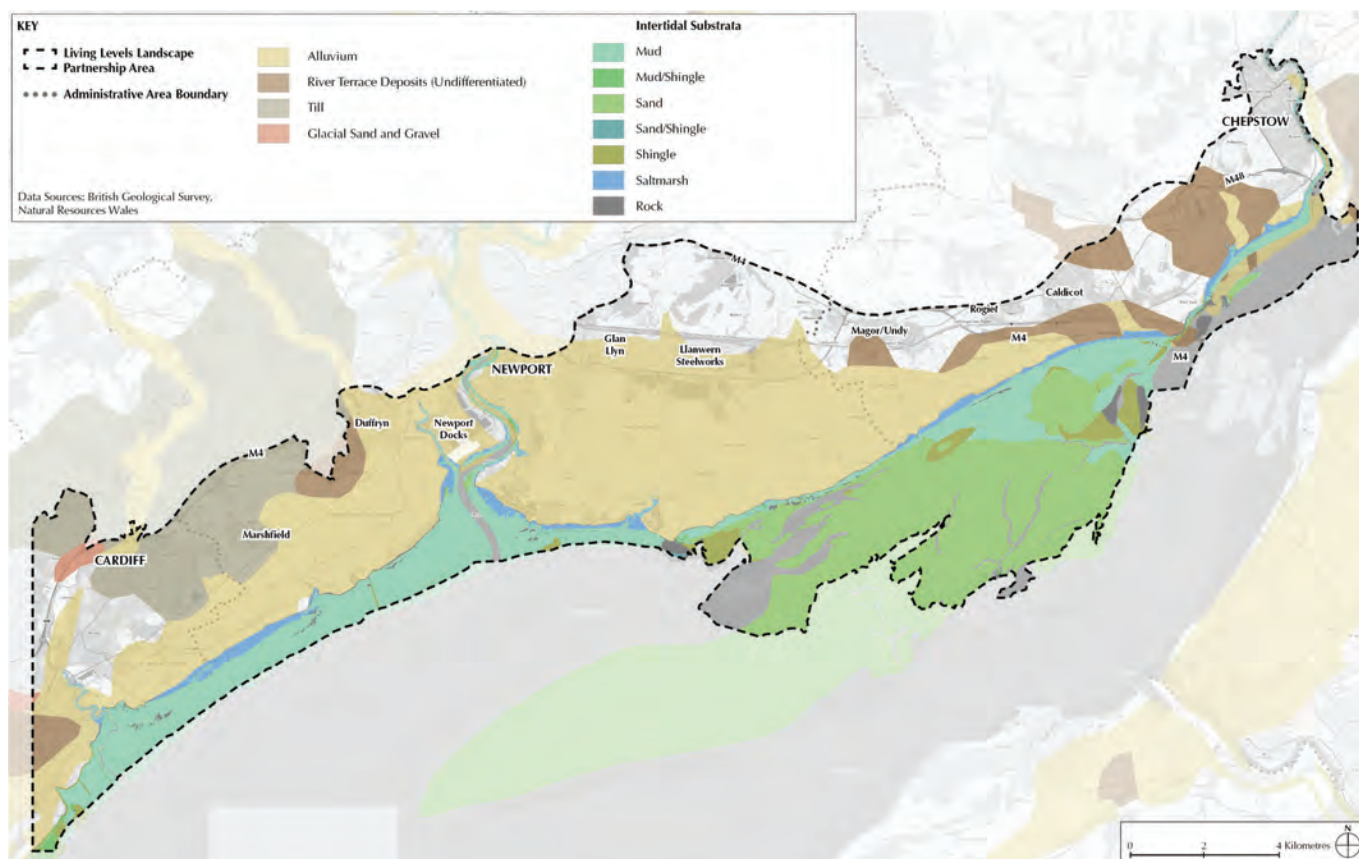 KEY
Living Levels Landscape
Partnership Area
Administrative Area Boundary
Data Sources: British Geological Survey,
Natural Resources Wales
Alluvium
River Terrace Deposits (Undifferentiated)
Till
Glacial Sand and Gravel
Intertidal Substrata
Mud
Mud/Shingle
Sand
Sand/Shingle
Shingle
Saltmarsh
Rock
CHEPSTOW
M48
M4
Caldicot
Rogiet
Magor/Undy
M4
Glan
Llyn
Llanwern
Steelworks
M4
NEWPORT
Duffryn
Newport
Docks
M4
Marshfield
CARDIFF
N
0 2 4 Kilometres